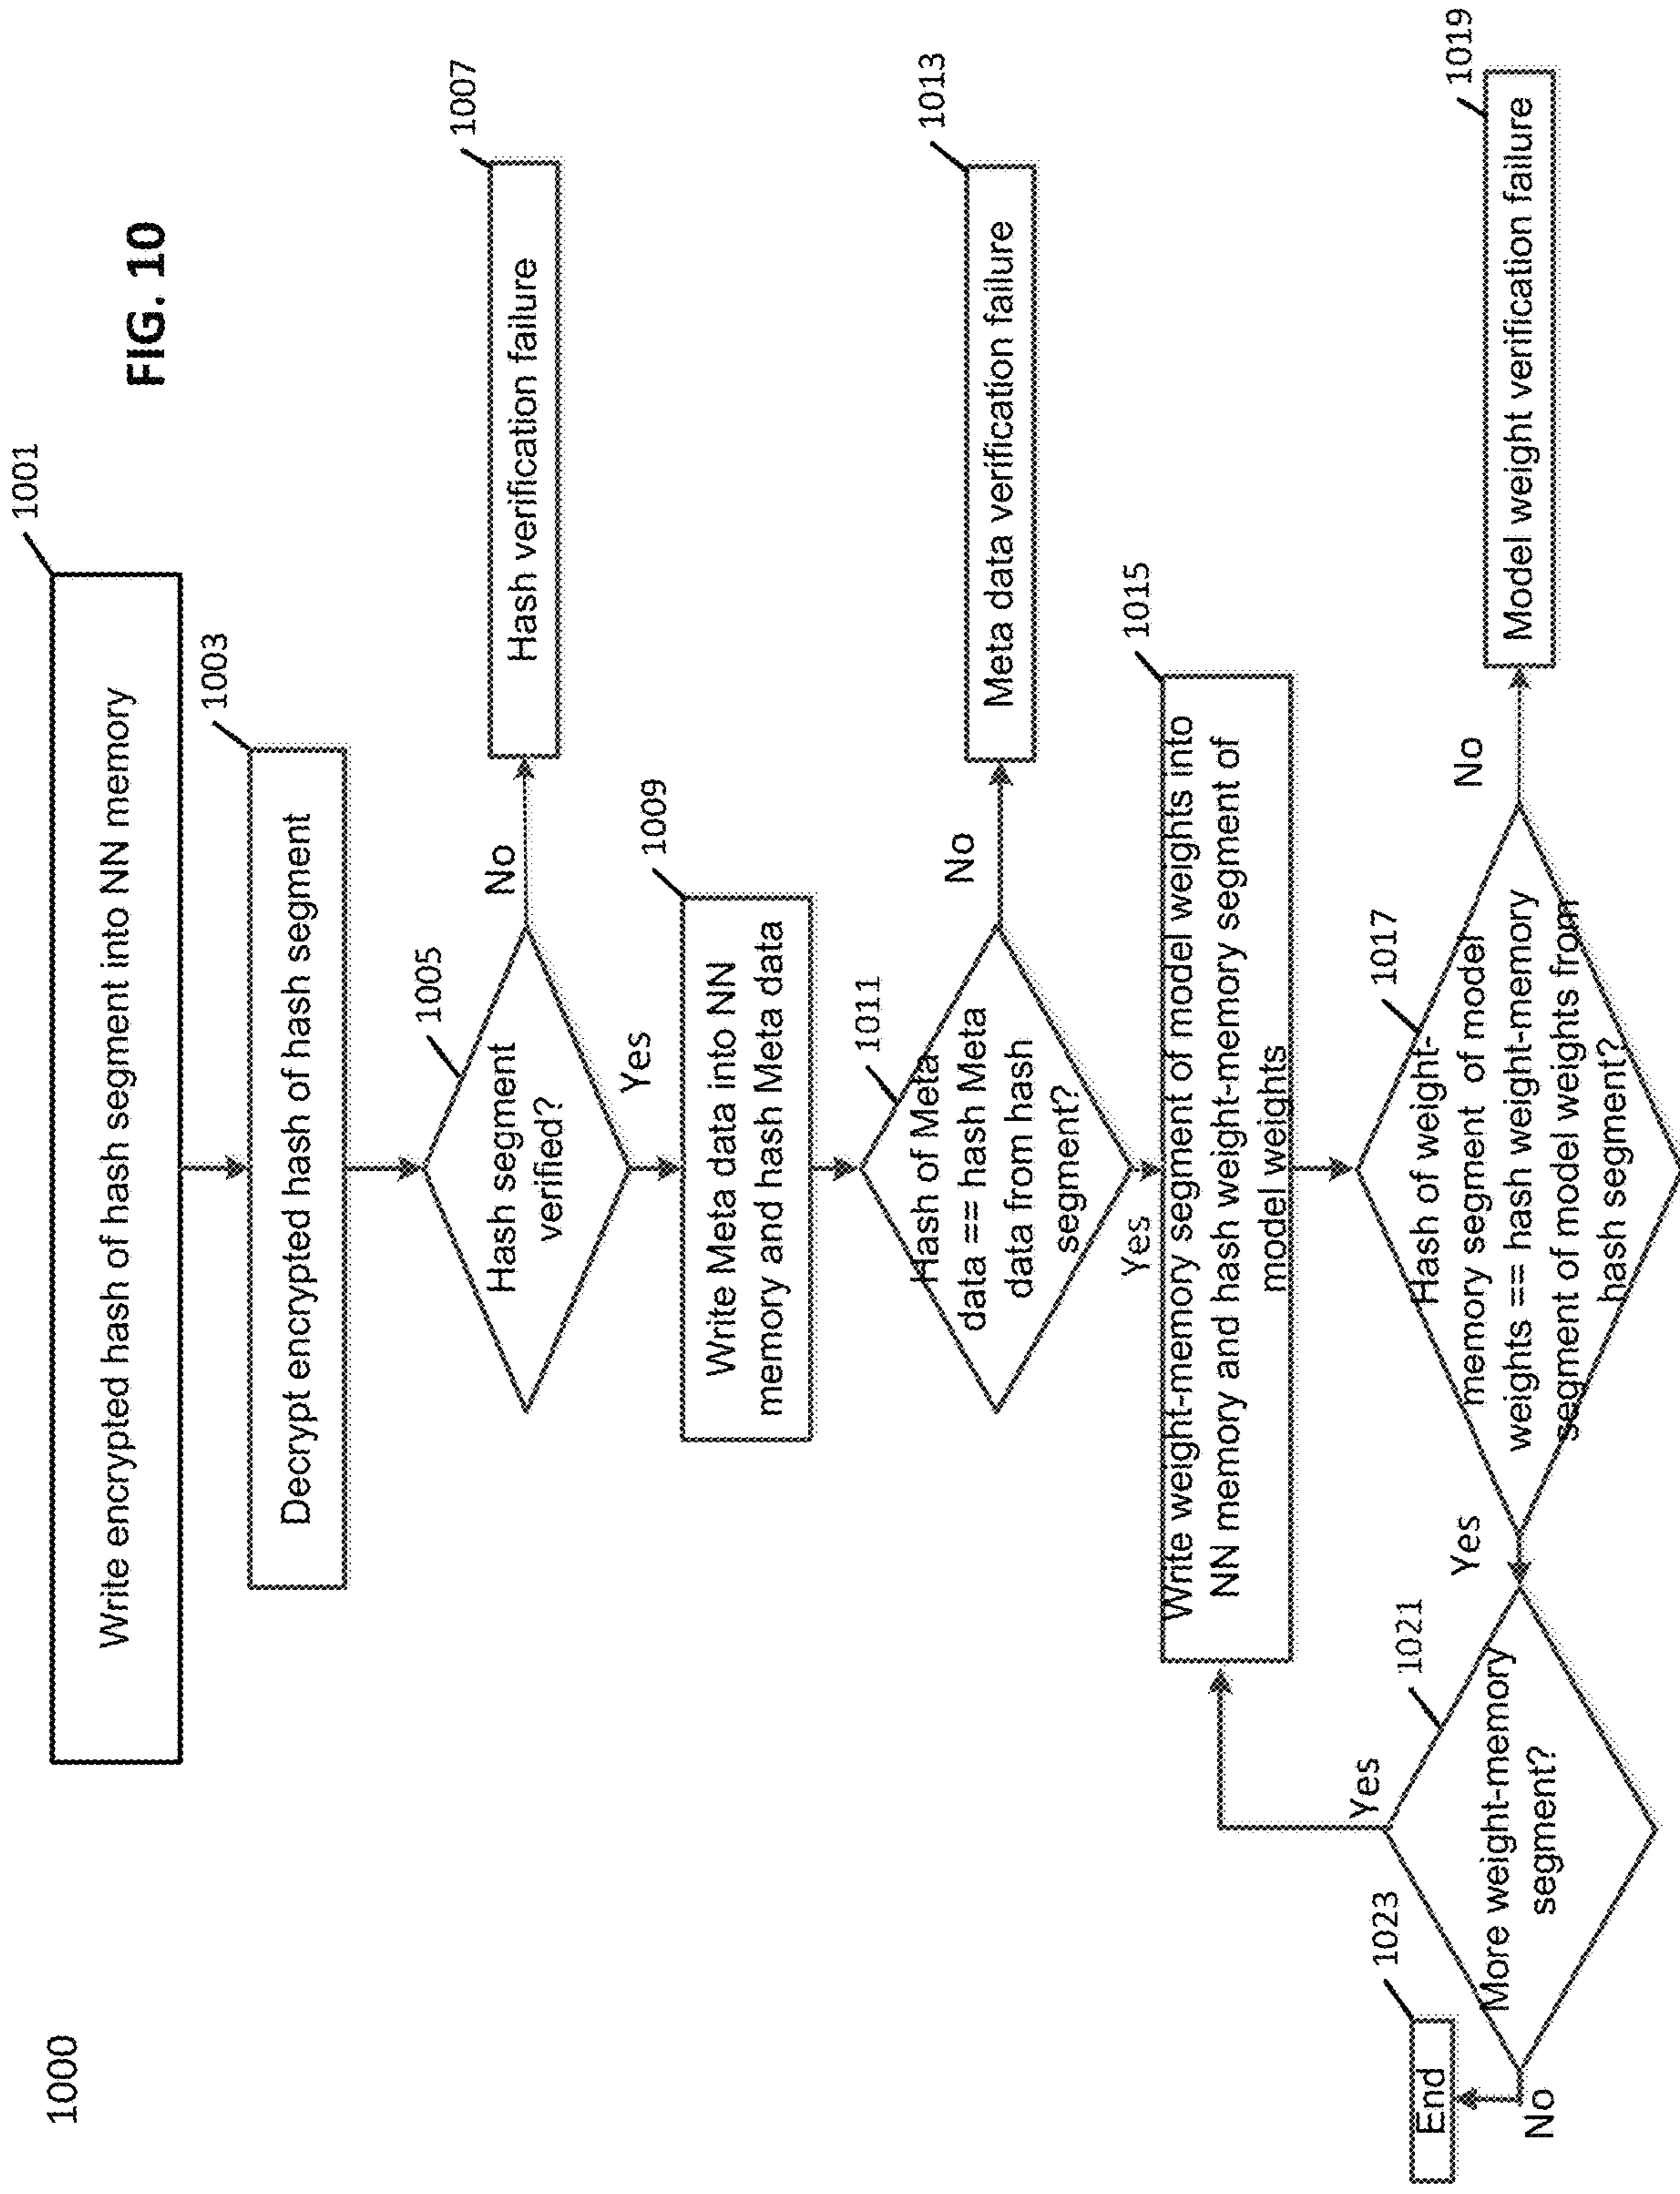 1000
FIG. 10
1001
Write encrypted hash of hash segment into NN memory
1003
Decrypt encrypted hash of hash segment
1005
Hash segment
verified?
No
1007
Hash verification failure
Yes
1009
Write Meta data into NN
memory and hash Meta data
1011
Hash of Meta
data == hash Meta
data from hash
segment?
No
1013
Meta data verification failure
Yes
1015
Write weight-memory segment of model weights into
NN memory and hash weight-memory segment of
model weights
1017
Hash of weight-
memory segment of model
weights == hash weight-memory
segment of model weights from
hash segment?
No
1019
Model weight verification failure
Yes
1021
More weight-memory
segment?
Yes
No
1023
End